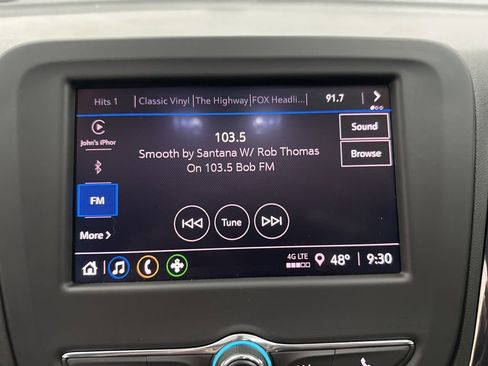 Hits 1 Classic Vinyl The Highway FOX Headli... 91.7
103.5
Smooth by Santana W/ Rob Thomas
On 103.5 Bob FM
Sound
Browse
John's iPhor
FM
More
Tune
4G LTE 48° 9:30